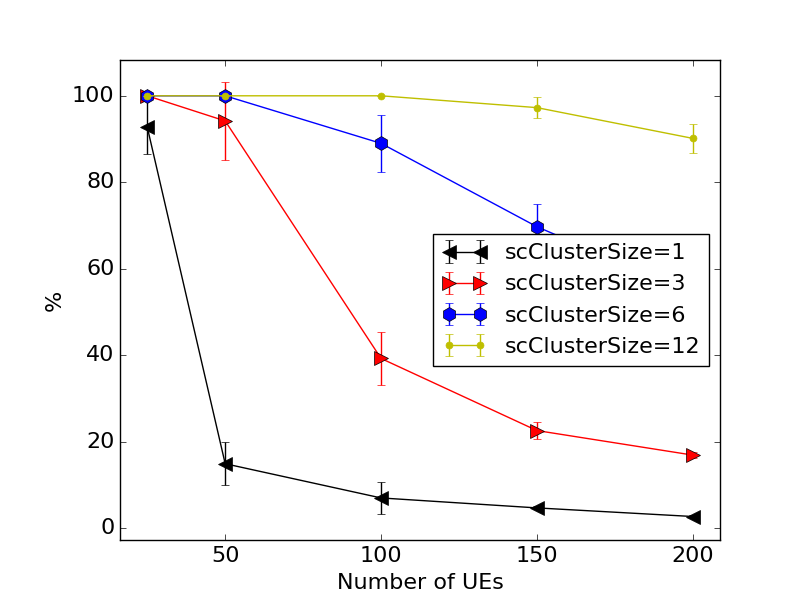 100
80
60
40
20
0
%
scClusterSize=1
scClusterSize=3
scClusterSize=6
scClusterSize=12
50
100
150
200
Number of UEs